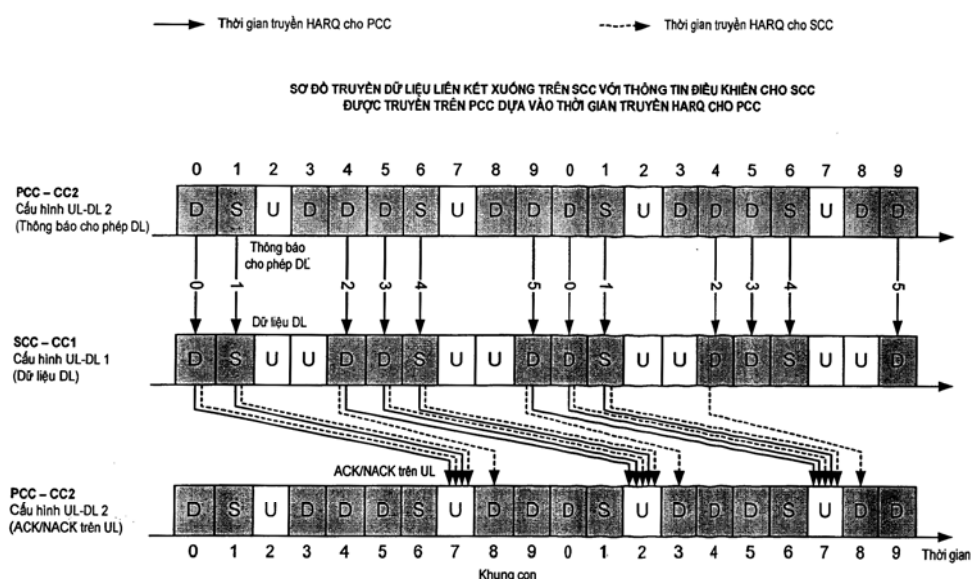 Thời gian truyền HARQ cho PCC
Thời gian truyền HARQ cho SCC
SƠ ĐỒ TRUYỀN DỮ LIỆU LIÊN KẾT XUỐNG TRÊN SCC VỚI THÔNG TIN ĐIỀU KHIỂN CHO SCC
ĐƯỢC TRUYỀN TRÊN PCC DỰA VÀO THỜI GIAN TRUYỀN HARQ CHO PCC
0 1 2 3 4 5 6 7 8 9 0 1 2 3 4 5 6 7 8 9
PCC – CC2
Cấu hình UL-DL 2
(Thông báo cho phép DL)
D S U D D D S U D D D S U D D D S U D D
Thông báo
cho phép DL
0 1 2 3 4 5 0 1 2 3 4 5
Dữ liệu DL
SCC – CC1
Cấu hình UL-DL 1
(Dữ liệu DL)
D S U U D D S U U D D S U U D D S U U D
ACK/NACK trên UL
PCC – CC2
Cấu hình UL-DL 2
(ACK/NACK trên UL)
D S U D D D S U D D D S U D D D S U D D
0 1 2 3 4 5 6 7 8 9 0 1 2 3 4 5 6 7 8 9
Thời gian
Khung con